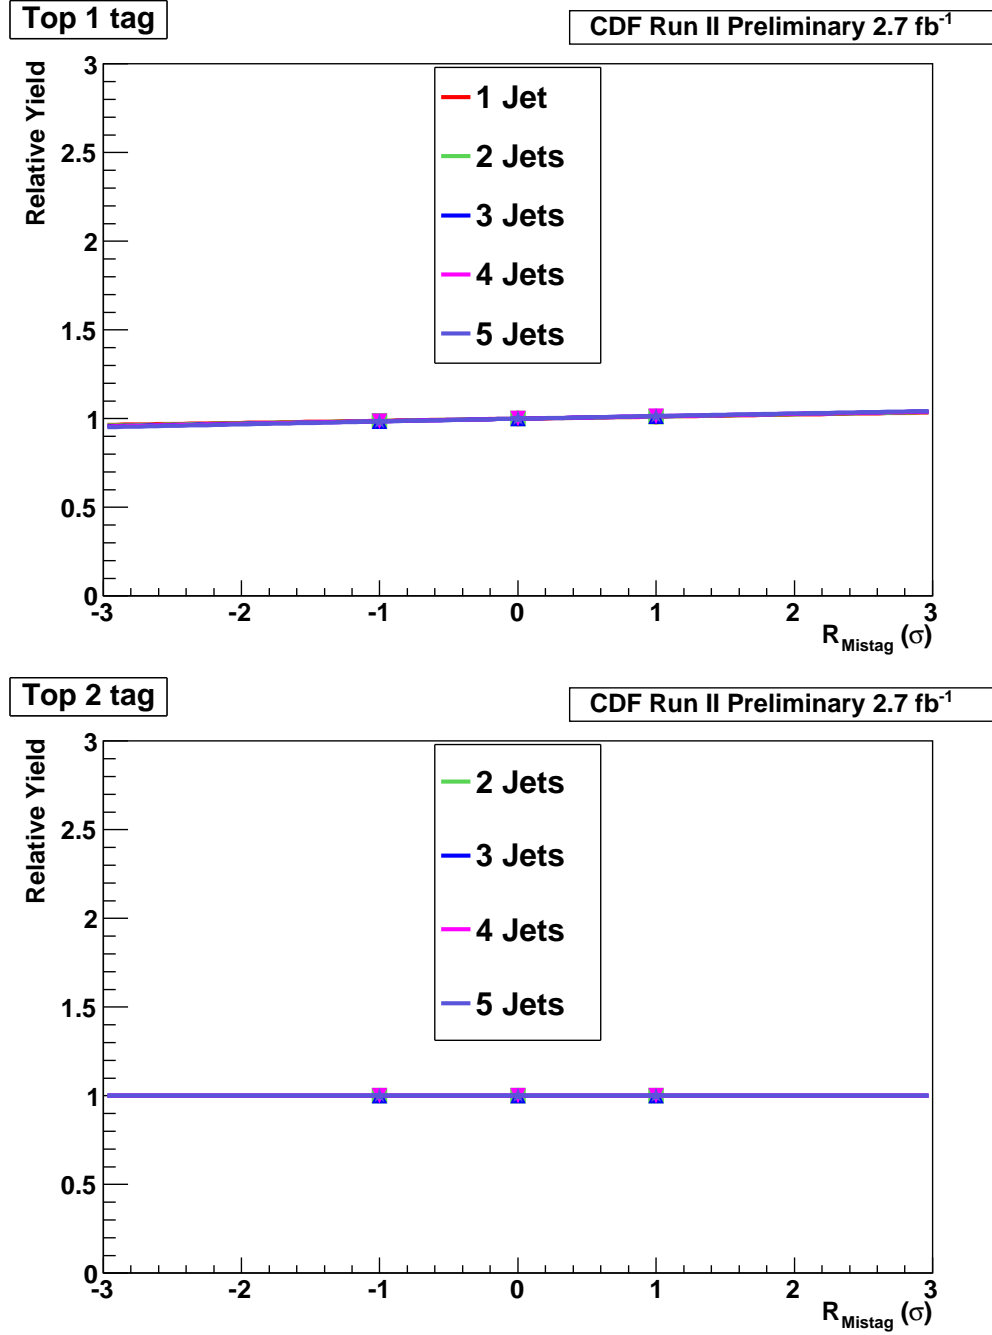 Top 1 tag
CDF Run II Preliminary 2.7 fb-1
Relative Yield
3
2.5
2
1.5
1
0.5
0
1 Jet
2 Jets
3 Jets
4 Jets
5 Jets
-3 -2 -1 0 1 2 3
R Mistag (σ)
Top 2 tag
CDF Run II Preliminary 2.7 fb-1
Relative Yield
3
2.5
2
1.5
1
0.5
0
2 Jets
3 Jets
4 Jets
5 Jets
-3 -2 -1 0 1 2 3
R Mistag (σ)